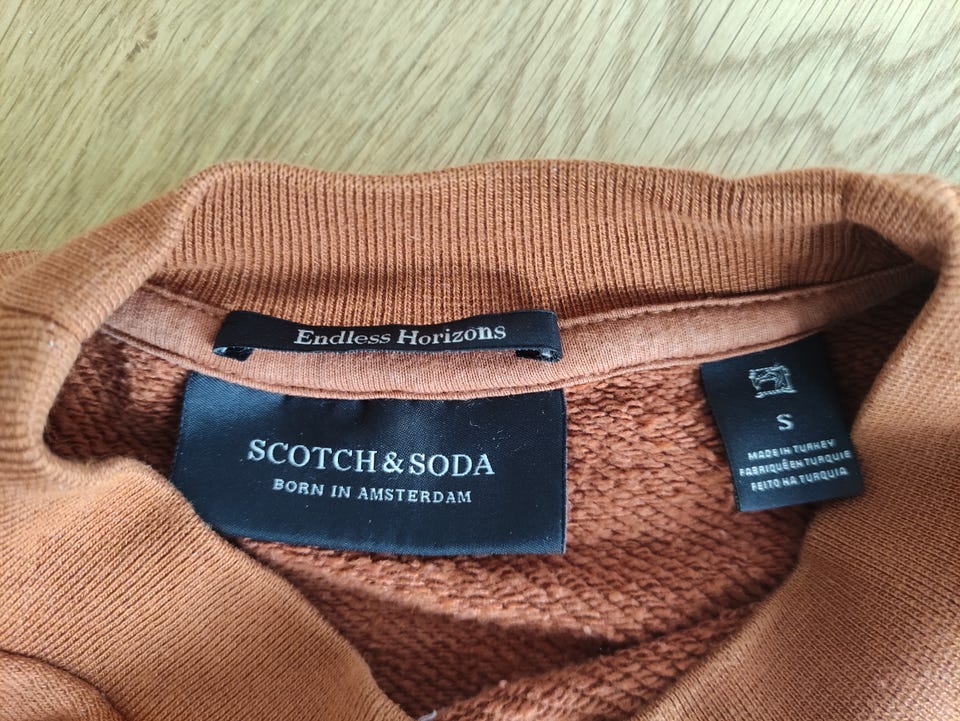 Endless Horizons
SCOTCH & SODA
BORN IN AMSTERDAM
S
MADE IN TURKEY
FABRIQUÉ EN TURQUIE
FEITO NA TURQUIA